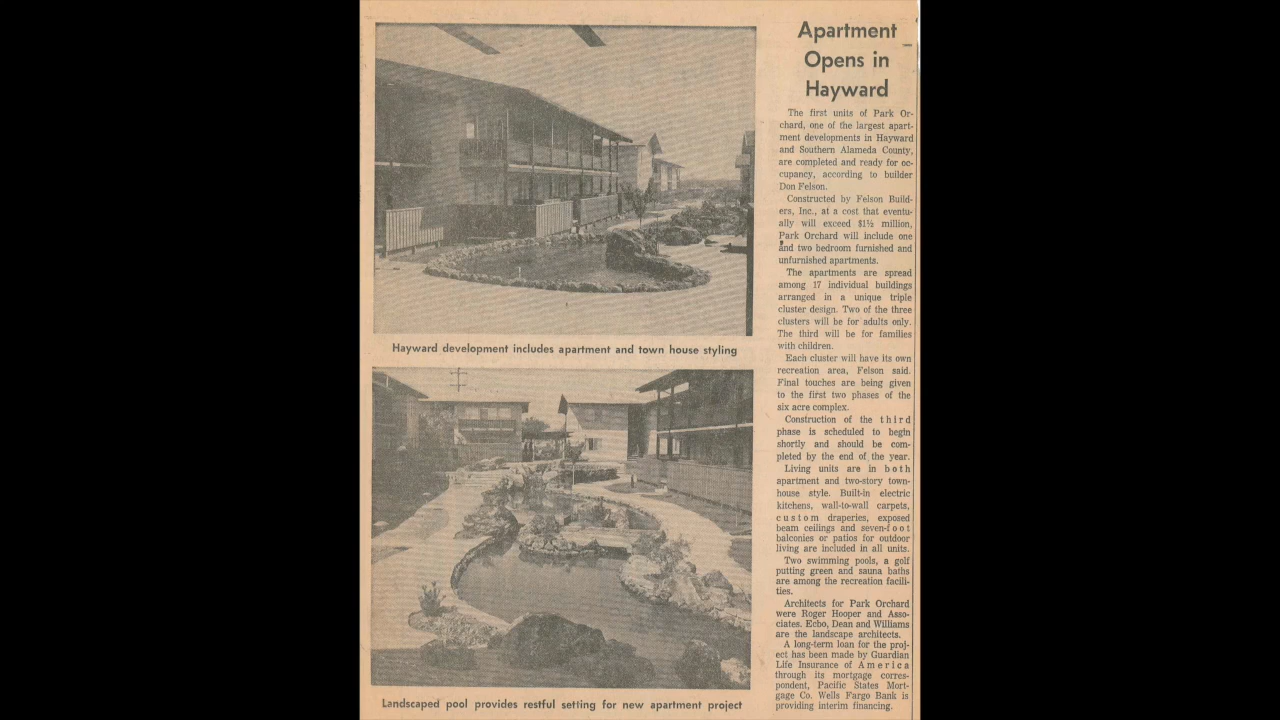 Apartment
Opens in
Hayward
The first units of Park Or-
chard, one of the largest apart-
ment developments in Hayward
and Southern Alameda County,
are completed and ready for oc-
cupancy, according to builder
Don Felson.
Constructed by Felson Build-
ers, Inc., at a cost that eventu-
ally will exceed $1½ million,
Park Orchard will include one
and two bedroom furnished and
unfurnished apartments.
The apartments are spread
among 17 individual buildings
arranged in a unique triple
cluster design. Two of the three
clusters will be for adults only.
The third will be for families
with children.
Each cluster will have its own
recreation area, Felson said.
Final touches are being given
to the first two phases of the
six acre complex.
Construction of the third
phase is scheduled to begin
shortly and should be com-
pleted by the end of the year.
Living units are in both
apartment and two-story town-
house style. Built-in electric
kitchens, wall-to-wall carpets,
custom draperies, exposed
beam ceilings and seven-foot
balconies or patios for outdoor
living are included in all units.
Two swimming pools, a golf
putting green and sauna baths
are among the recreation facili-
ties.
Architects for Park Orchard
were Roger Hooper and Asso-
ciates. Ecbo, Dean and Williams
are the landscape architects.
A long-term loan for the proj-
ect has been made by Guardian
Life Insurance of America
through its mortgage corres-
pondent, Pacific States Mort-
gage Co. Wells Fargo Bank is
providing interim financing.
Hayward development includes apartment and town house styling
Landscaped pool provides restful setting for new apartment project